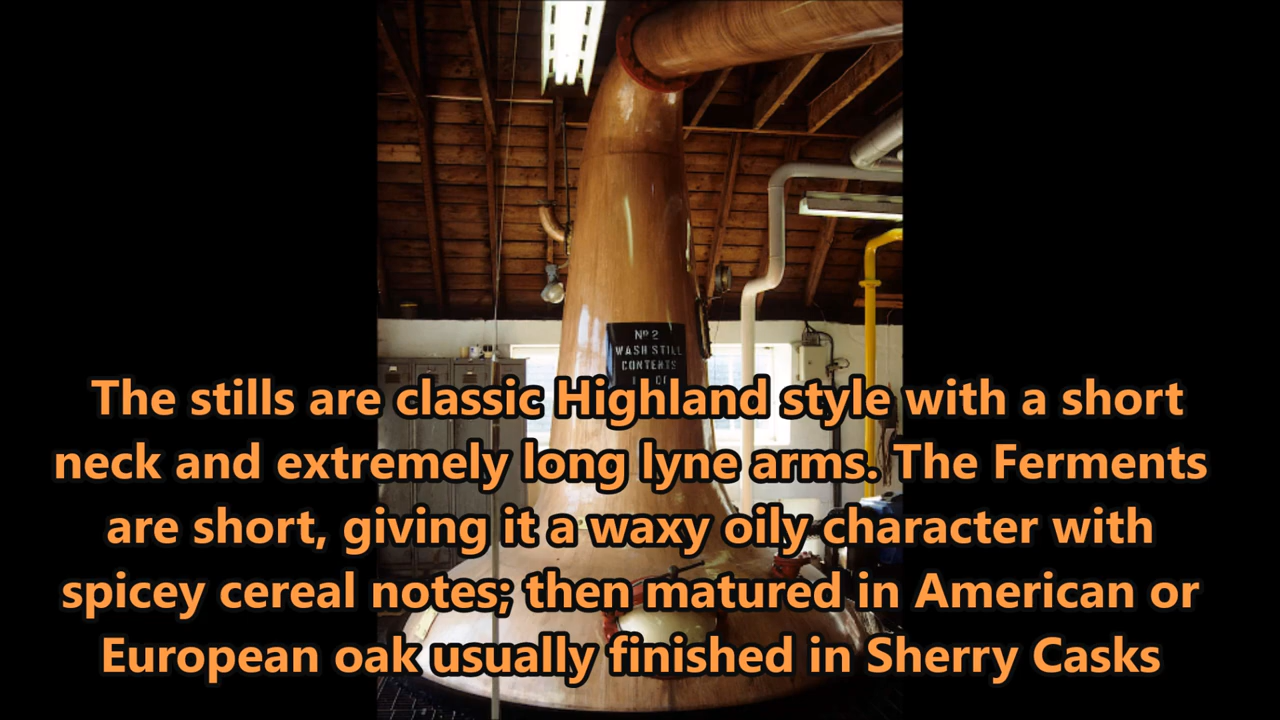 Nº 2
WASH STILL
CONTENTS
The stills are classic Highland style with a short
neck and extremely long lyne arms. The Ferments
are short, giving it a waxy oily character with
spicey cereal notes; then matured in American or
European oak usually finished in Sherry Casks